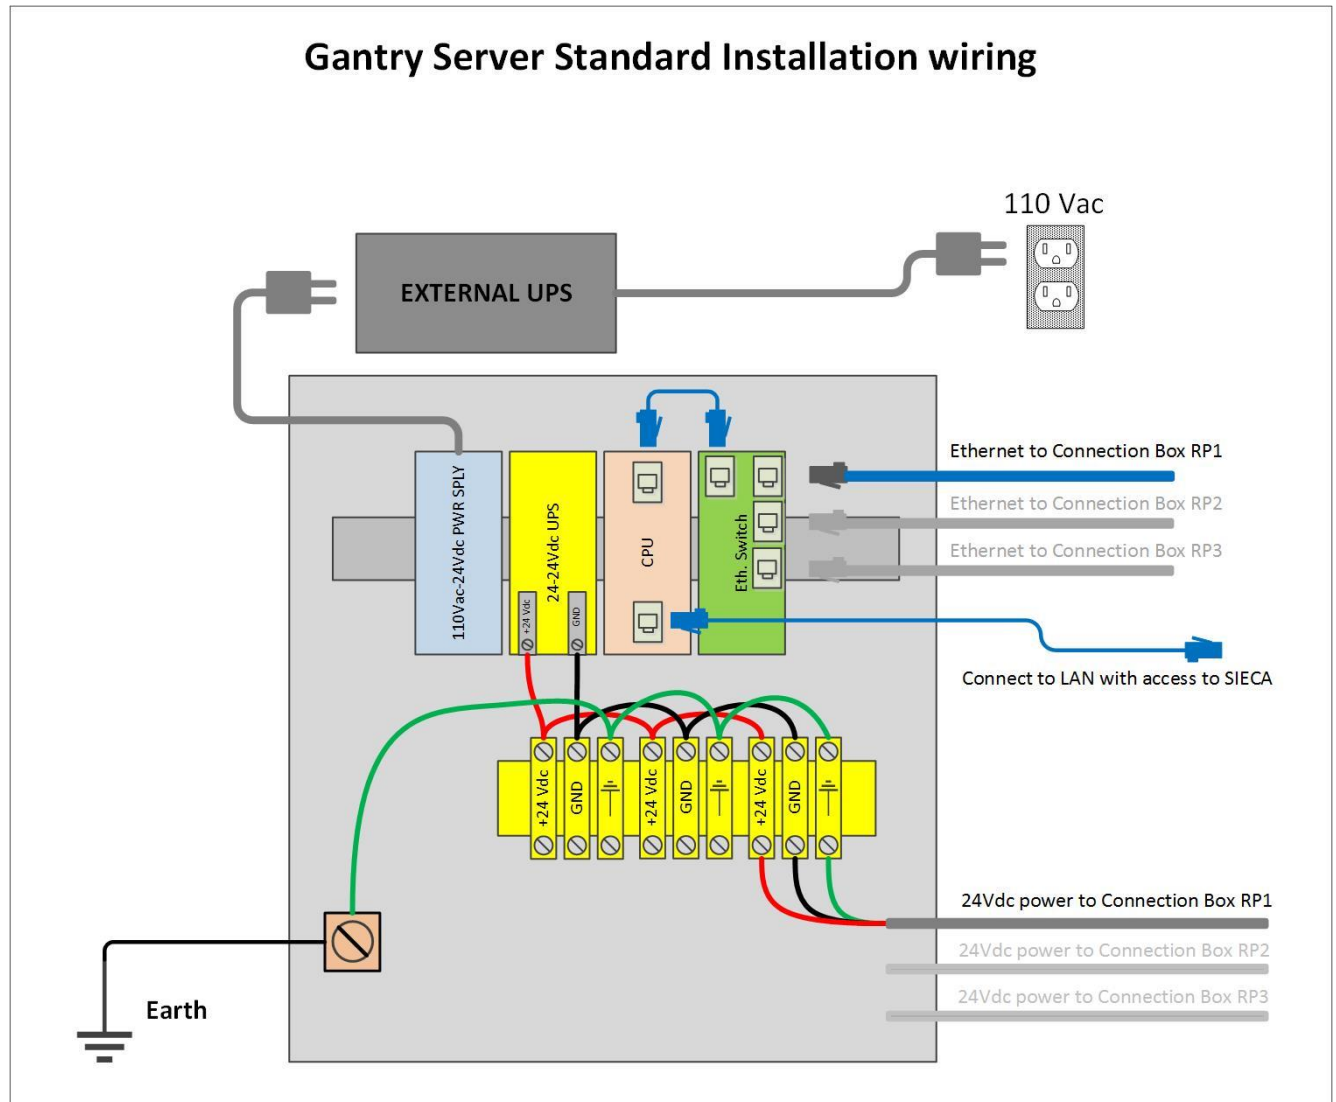 Gantry Server Standard Installation wiring
110 Vac
EXTERNAL UPS
110Vac-24Vdc PWR SPLY
24-24Vdc UPS
+24 Vdc
GND
CPU
Eth. Switch
Ethernet to Connection Box RP1
Ethernet to Connection Box RP2
Ethernet to Connection Box RP3
Connect to LAN with access to SIECA
+24 Vdc
GND
+24 Vdc
GND
+24 Vdc
GND
24Vdc power to Connection Box RP1
24Vdc power to Connection Box RP2
24Vdc power to Connection Box RP3
Earth